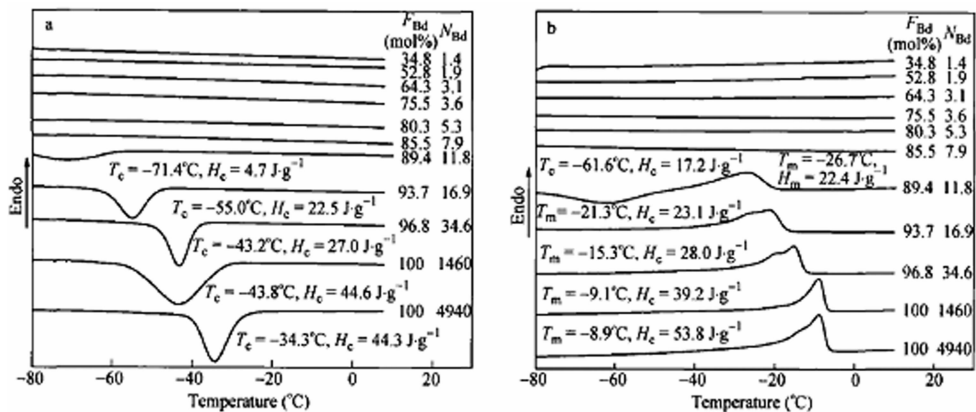 a
F_Bd N_Bd
(mol%)
34.8 1.4
52.8 1.9
64.3 3.1
75.5 3.6
80.3 5.3
85.5 7.9
89.4 11.8
T_c = −71.4°C, H_c = 4.7 J·g⁻¹
93.7 16.9
T_c = −55.0°C, H_c = 22.5 J·g⁻¹
96.8 34.6
T_c = −43.2°C, H_c = 27.0 J·g⁻¹
100 1460
T_c = −43.8°C, H_c = 44.6 J·g⁻¹
100 4940
T_c = −34.3°C, H_c = 44.3 J·g⁻¹
Endo
−80 −60 −40 −20 0 20
Temperature (°C)
b
F_Bd N_Bd
(mol%)
34.8 1.4
52.8 1.9
64.3 3.1
75.5 3.6
80.3 5.3
85.5 7.9
T_c = −61.6°C, H_c = 17.2 J·g⁻¹
T_m = −26.7°C,
H_m = 22.4 J·g⁻¹
89.4 11.8
T_m = −21.3°C, H_c = 23.1 J·g⁻¹
93.7 16.9
T_m = −15.3°C, H_c = 28.0 J·g⁻¹
96.8 34.6
T_m = −9.1°C, H_c = 39.2 J·g⁻¹
100 1460
T_m = −8.9°C, H_c = 53.8 J·g⁻¹
100 4940
Endo
−80 −60 −40 −20 0 20
Temperature (°C)